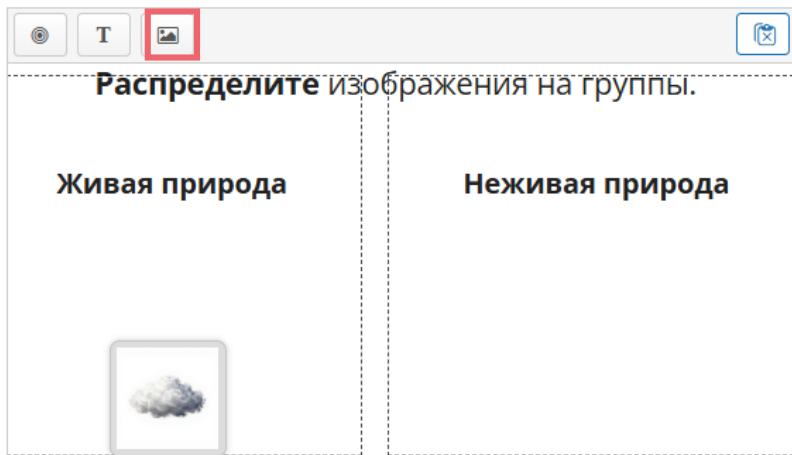 T
Распределите изображения на группы.
Живая природа
Неживая природа